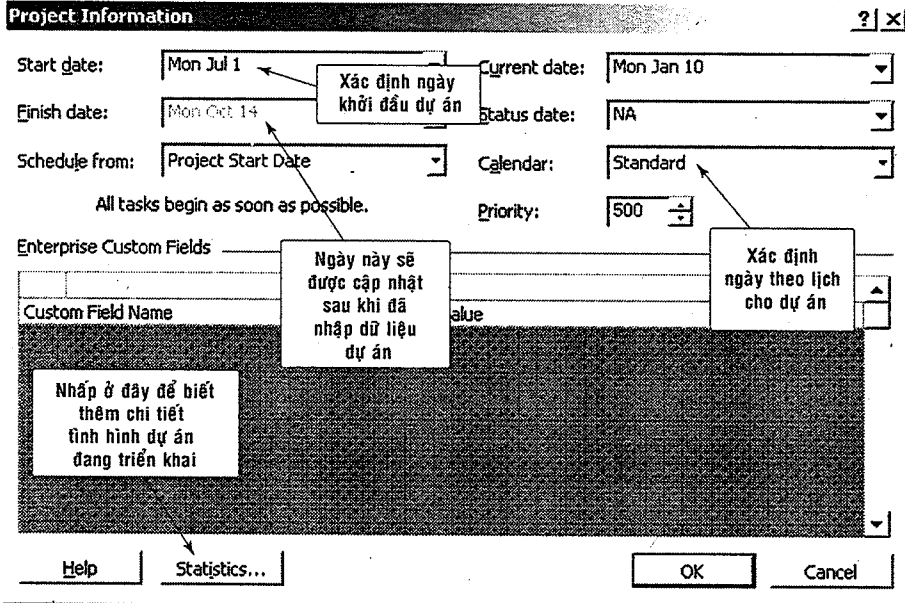 Project Information
Start date: Mon Jul 1
Xác định ngày
khởi đầu dự án
Current date: Mon Jan 10
Finish date: Mon Oct 14
Status date: NA
Schedule from: Project Start Date
Calendar: Standard
All tasks begin as soon as possible.
Priority: 500
Enterprise Custom Fields
Ngày này sẽ
được cập nhật
sau khi đã
nhập dữ liệu
dự án
Xác định
ngày theo lịch
cho dự án
Custom Field Name
alue
Nhấp ở đây để biết
thêm chi tiết
tình hình dự án
đang triển khai
Help
Statistics...
OK
Cancel